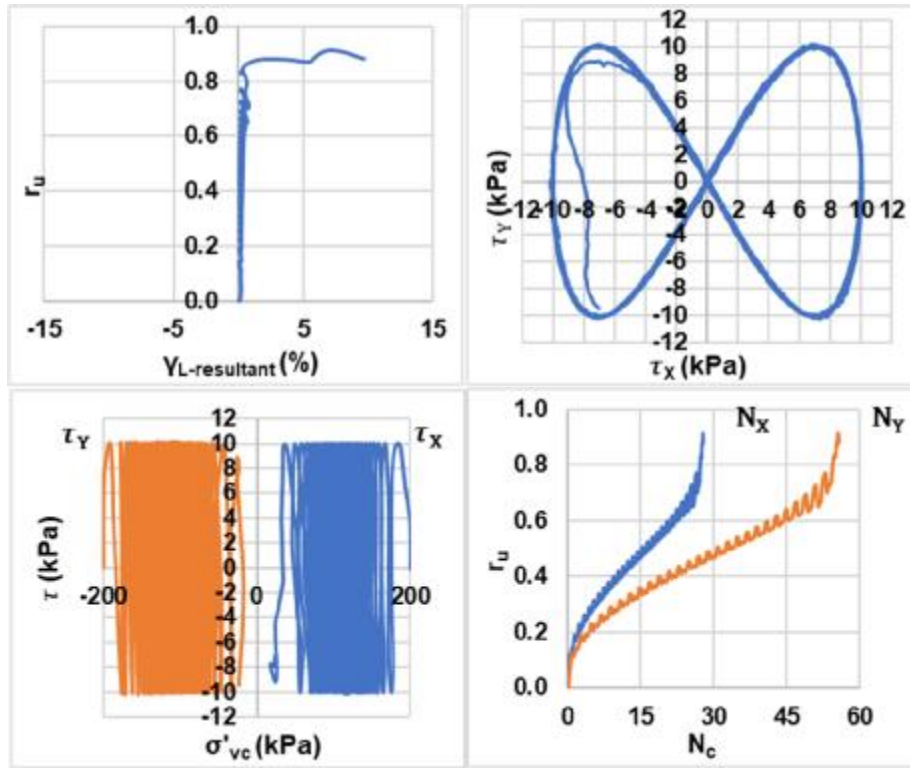 1.0
0.8
0.6
0.4
0.2
0.0
r_u
-15 -5 5 15
γ_L-resultant (%)
12
10
8
6
4
2
0
-2
-4
-6
-8
-10
-12
τ_Y (kPa)
-12 -10 -8 -6 -4 -2 0 2 4 6 8 10 12
τ_X (kPa)
τ_Y τ_X
12
10
8
6
4
2
0
-2
-4
-6
-8
-10
-12
τ (kPa)
-200 0 200
σ'_vc (kPa)
N_X N_Y
1.0
0.8
0.6
0.4
0.2
0.0
r_u
0 15 30 45 60
N_c